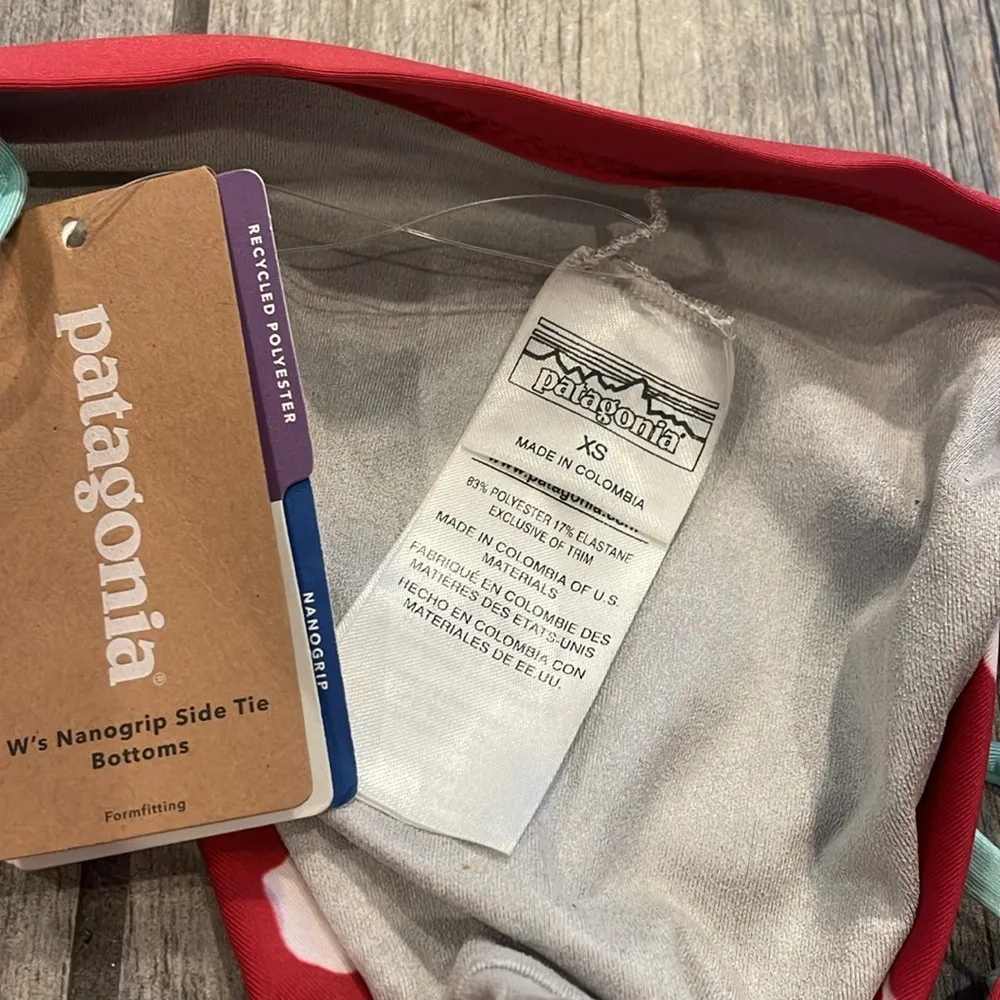 patagonia®
W's Nanogrip Side Tie
Bottoms
Formfitting
RECYCLED POLYESTER
NANOGRIP
patagonia®
XS
MADE IN COLOMBIA
www.patagonia.com
83% POLYESTER 17% ELASTANE
EXCLUSIVE OF TRIM
MADE IN COLOMBIA OF U.S.
MATERIALS
FABRIQUÉ EN COLOMBIE DES
MATIÈRES DES ETATS-UNIS
HECHO EN COLOMBIA CON
MATERIALES DE EE.UU.